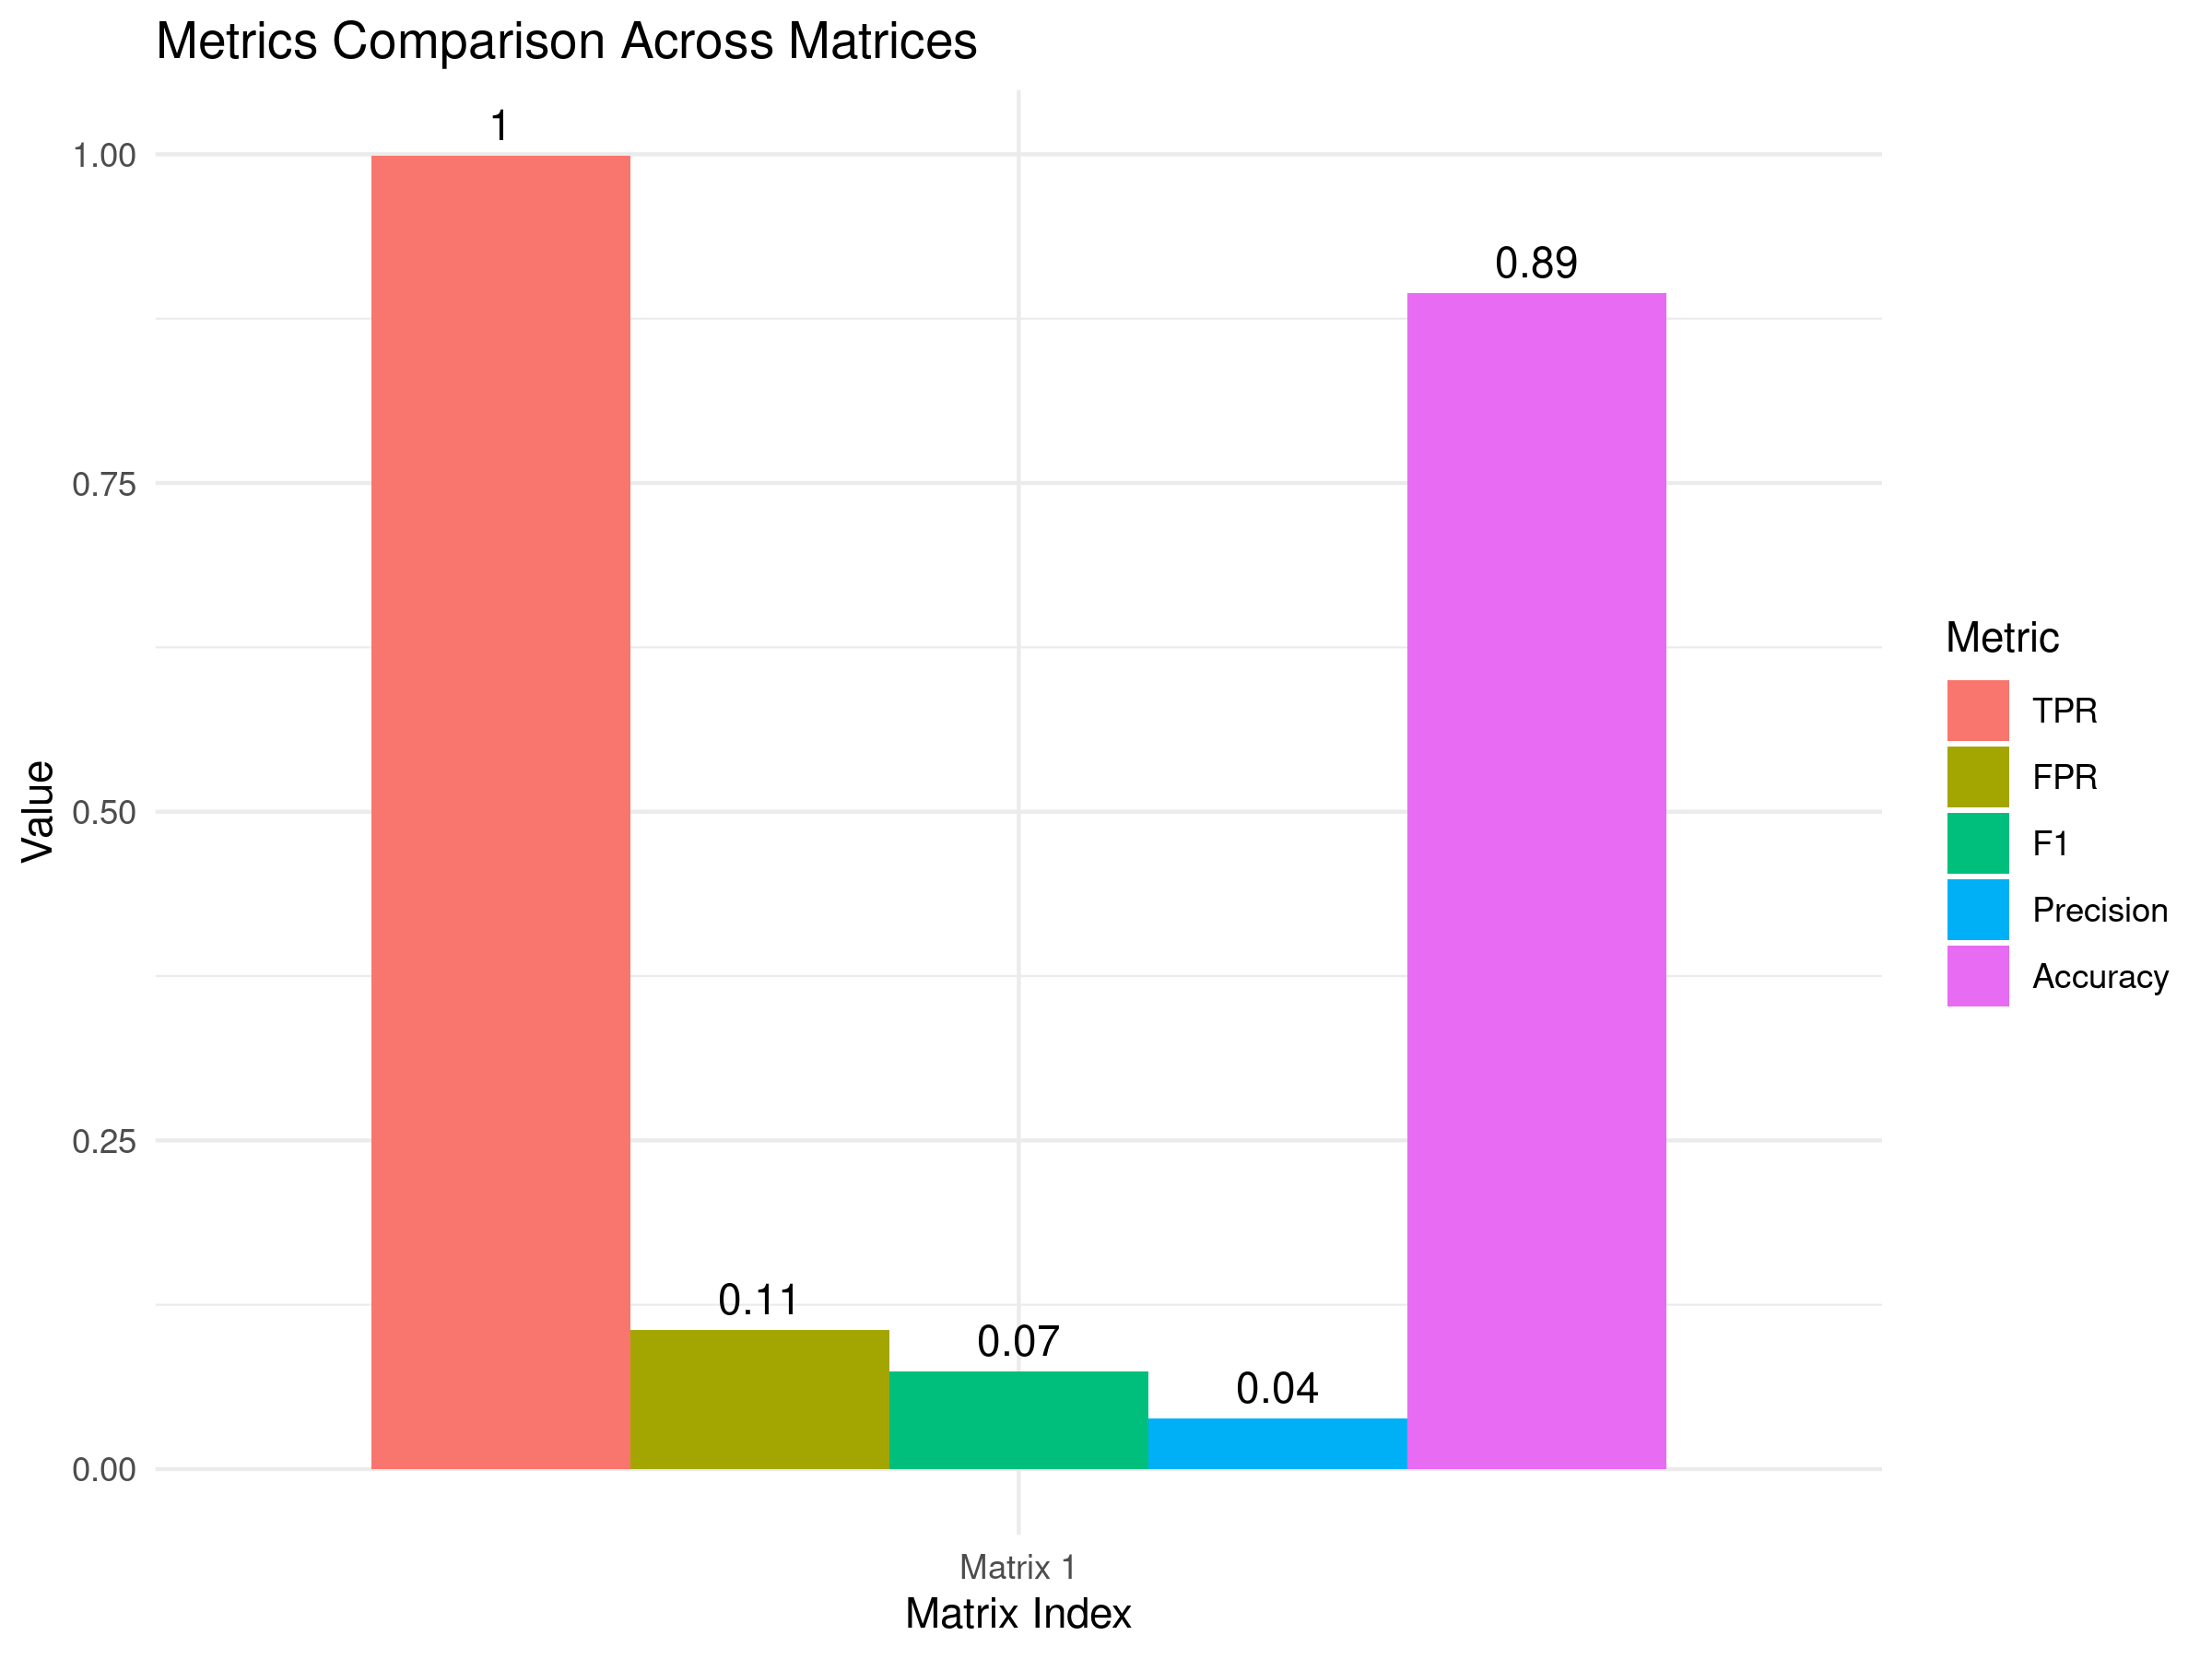 Metrics Comparison Across Matrices
1
1.00
0.89
0.75
0.50
0.25
0.11
0.07
0.04
0.00
Value
Matrix 1
Matrix Index
Metric
TPR
FPR
F1
Precision
Accuracy